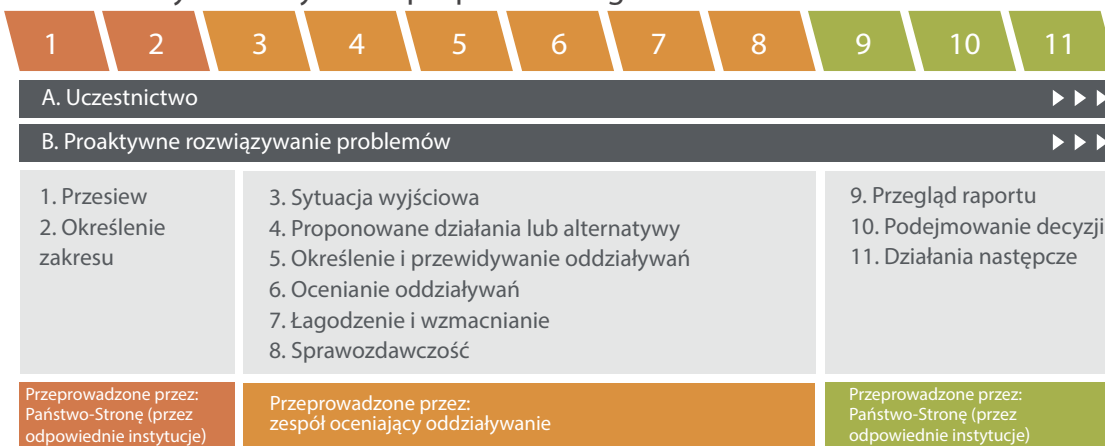 1 2 3 4 5 6 7 8 9 10 11
A. Uczestnictwo
B. Proaktywne rozwiązywanie problemów
1. Przesiew
2. Określenie
zakresu
3. Sytuacja wyjściowa
4. Proponowane działania lub alternatywy
5. Określenie i przewidywanie oddziaływań
6. Ocenianie oddziaływań
7. Łagodzenie i wzmacnianie
8. Sprawozdawczość
9. Przegląd raportu
10. Podejmowanie decyzji
11. Działania następcze
Przeprowadzone przez:
Państwo-Stronę (przez
odpowiednie instytucje)
Przeprowadzone przez:
zespół oceniający oddziaływanie
Przeprowadzone przez:
Państwo-Stronę (przez
odpowiednie instytucje)